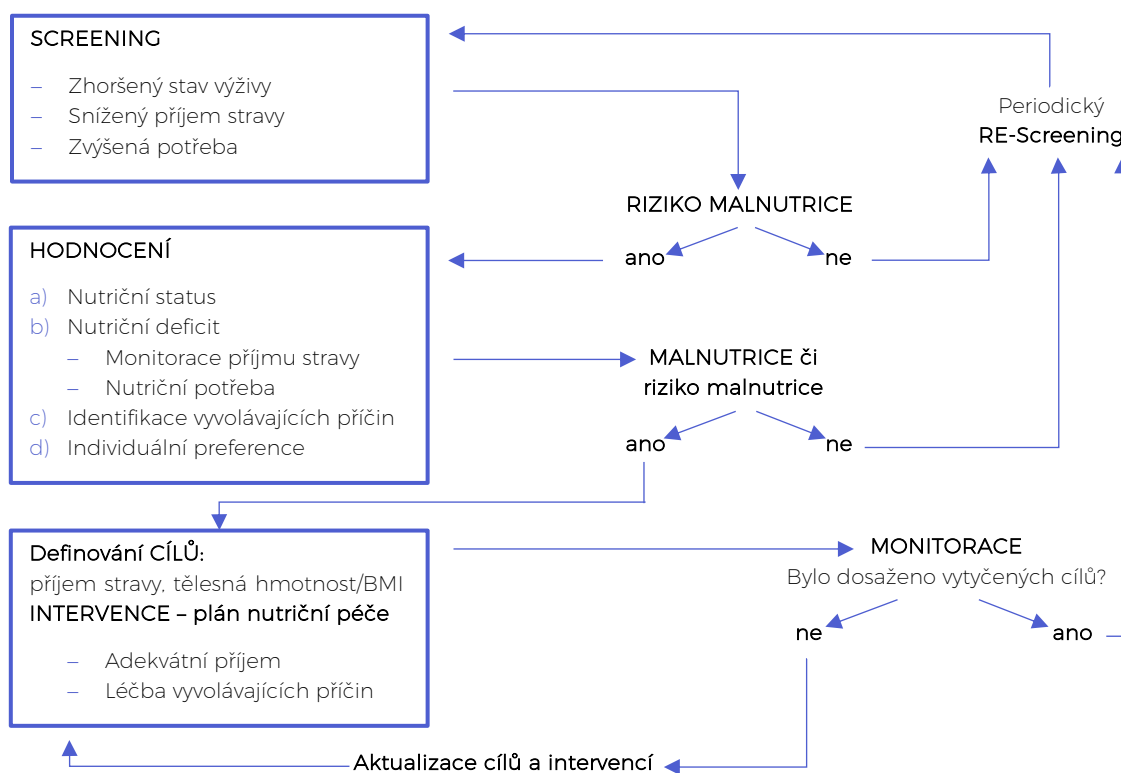 SCREENING
– Zhoršený stav výživy
– Snížený příjem stravy
– Zvýšená potřeba
Periodický
RE-Screening
RIZIKO MALNUTRICE
ano
ne
HODNOCENÍ
a) Nutriční status
b) Nutriční deficit
– Monitorace příjmu stravy
– Nutriční potřeba
c) Identifikace vyvolávajících příčin
d) Individuální preference
MALNUTRICE či
riziko malnutrice
ano
ne
Definování CÍLŮ:
příjem stravy, tělesná hmotnost/BMI
INTERVENCE – plán nutriční péče
– Adekvátní příjem
– Léčba vyvolávajících příčin
MONITORACE
Bylo dosaženo vytyčených cílů?
ne
ano
Aktualizace cílů a intervencí